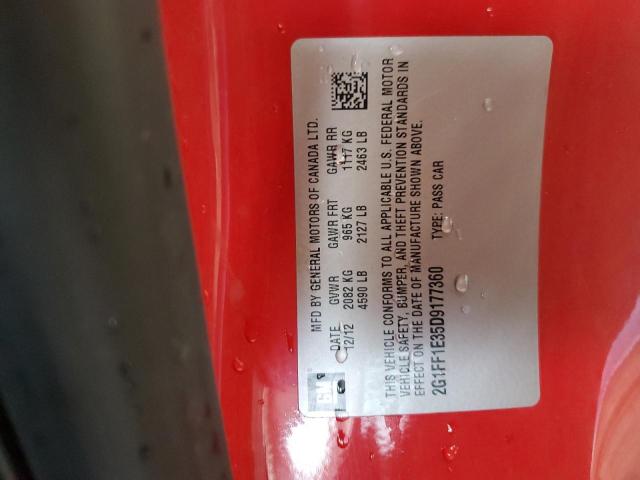 GM
MFD BY GENERAL MOTORS OF CANADA LTD.
DATE GVWR GAWR FRT GAWR RR
12/12 2082 KG 965 KG 1117 KG
4590 LB 2127 LB 2463 LB
THIS VEHICLE CONFORMS TO ALL APPLICABLE U.S. FEDERAL MOTOR
VEHICLE SAFETY, BUMPER, AND THEFT PREVENTION STANDARDS IN
EFFECT ON THE DATE OF MANUFACTURE SHOWN ABOVE.
2G1FF1E35D9177360 TYPE: PASS CAR